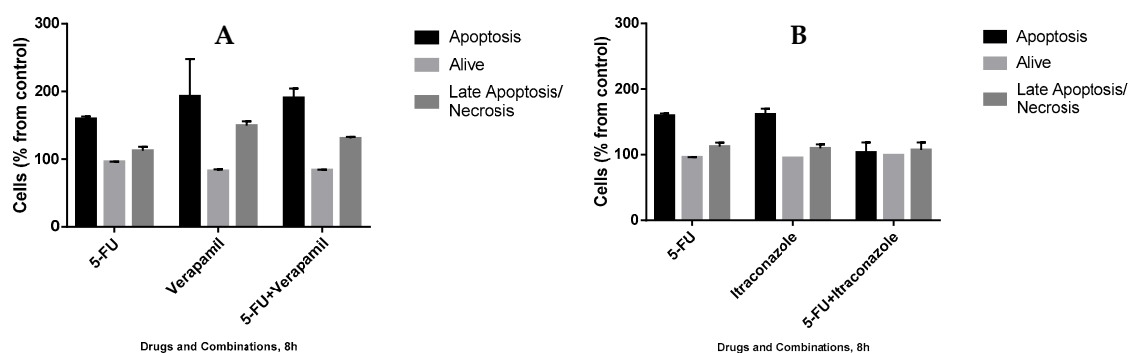 A
300
200
100
0
Cells (% from control)
5-FU
Verapamil
5-FU+Verapamil
Drugs and Combinations, 8h
Apoptosis
Alive
Late Apoptosis/
Necrosis
B
300
200
100
0
Cells (% from control)
5-FU
Itraconazole
5-FU+Itraconazole
Drugs and Combinations, 8h
Apoptosis
Alive
Late Apoptosis/
Necrosis